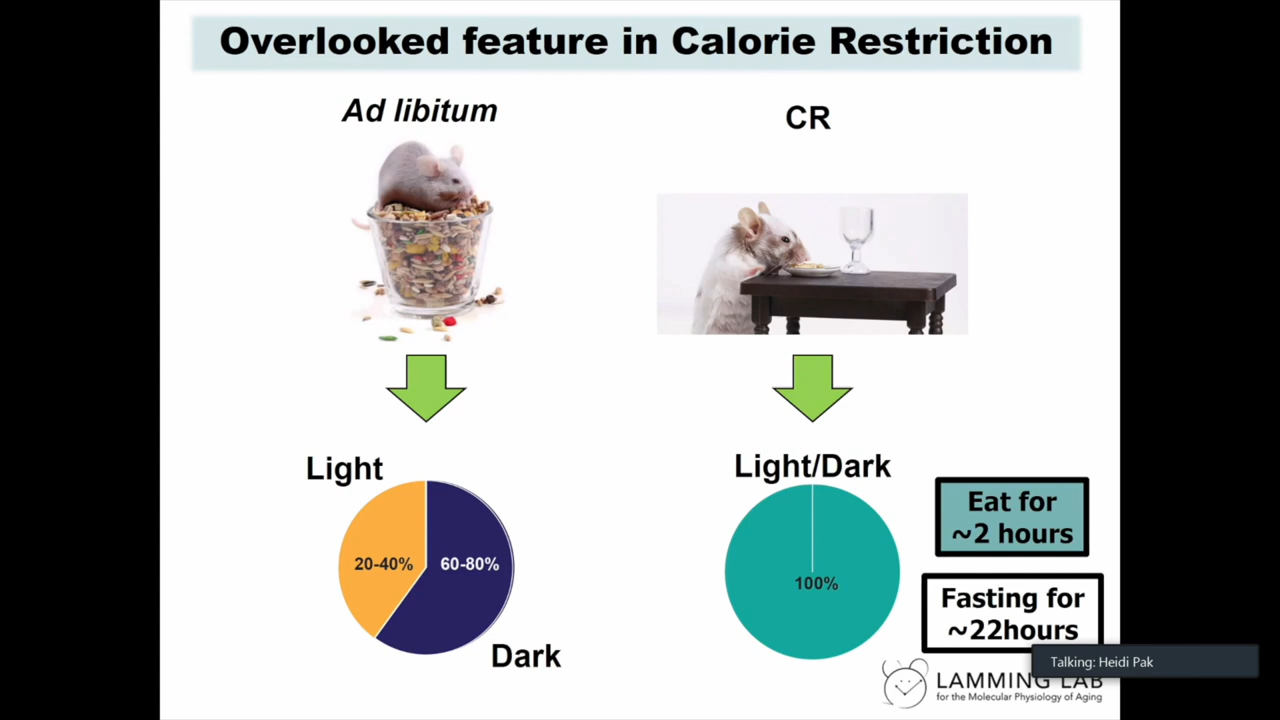 Overlooked feature in Calorie Restriction
Ad libitum
CR
Light
20-40%
60-80%
Dark
Light/Dark
100%
Eat for
~2 hours
Fasting for
~22hours
Talking: Heidi Pak
LAMMING LAB
for the Molecular Physiology of Aging